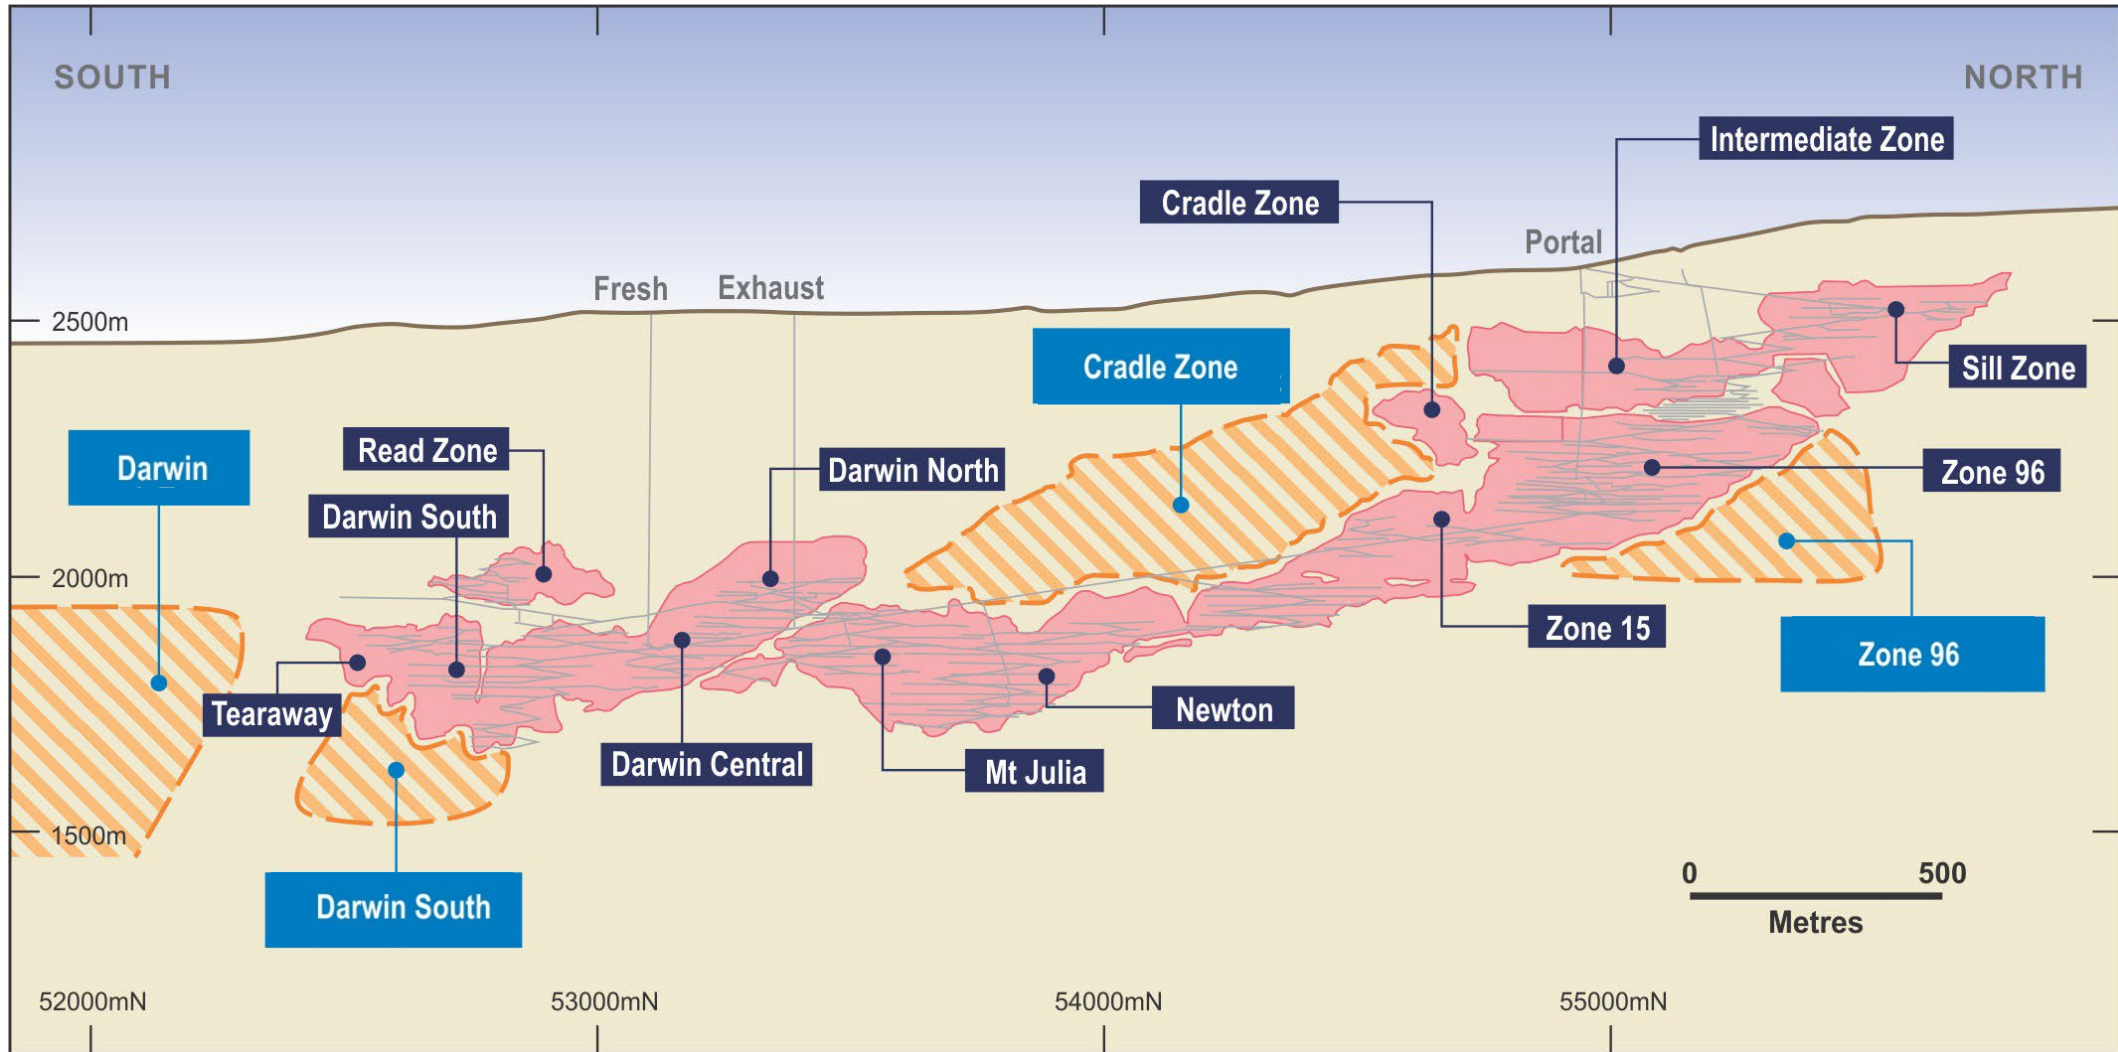 SOUTH
NORTH
Intermediate Zone
Cradle Zone
Portal
Fresh
Exhaust
2500m
Cradle Zone
Sill Zone
Read Zone
Darwin
Darwin North
Zone 96
Darwin South
2000m
Zone 15
Zone 96
Tearaway
Newton
Darwin Central
Mt Julia
1500m
Darwin South
0
500
Metres
52000mN
53000mN
54000mN
55000mN